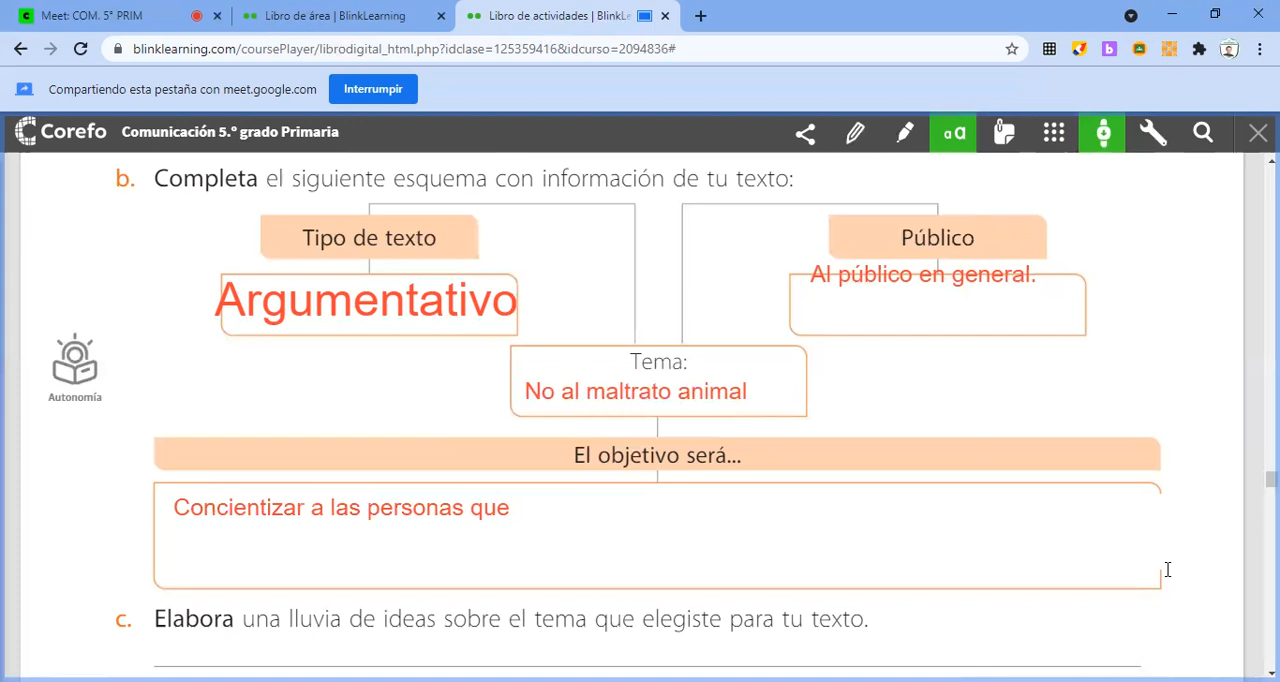 Meet: COM. 5° PRIM
Libro de área | BlinkLearning
Libro de actividades | BlinkLe
blinklearning.com/coursePlayer/librodigital_html.php?idclase=125359416&idcurso=2094836#
Compartiendo esta pestaña con meet.google.com
Interrumpir
Corefo
Comunicación 5.º grado Primaria
aa
b. Completa el siguiente esquema con información de tu texto:
Tipo de texto
Público
Argumentativo
Al público en general.
Autonomía
Tema:
No al maltrato animal
El objetivo será...
Concientizar a las personas que
c. Elabora una lluvia de ideas sobre el tema que elegiste para tu texto.